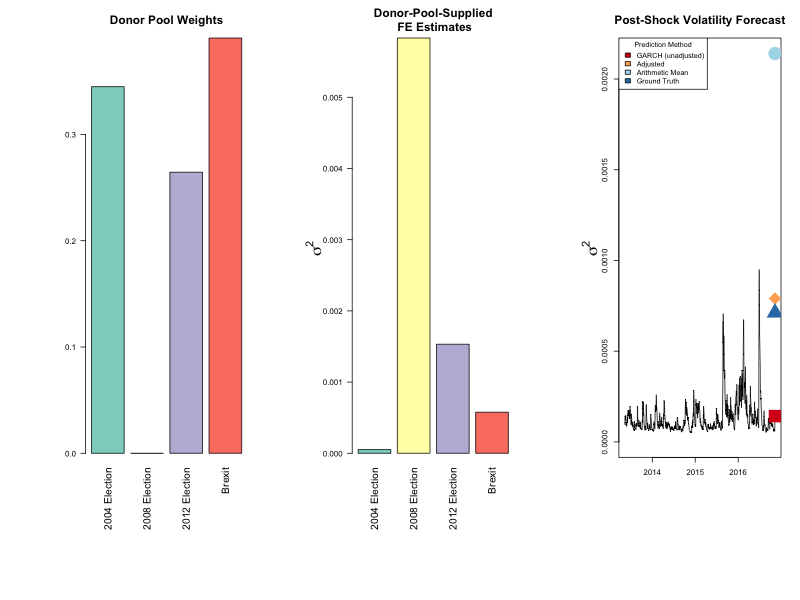 Donor Pool Weights
0.3
0.2
0.1
0.0
2004 Election
2008 Election
2012 Election
Brexit
Donor-Pool-Supplied
FE Estimates
σ²
0.005
0.004
0.003
0.002
0.001
0.000
2004 Election
2008 Election
2012 Election
Brexit
Post-Shock Volatility Forecast
σ²
0.0020
0.0015
0.0010
0.0005
0.0000
Prediction Method
GARCH (unadjusted)
Adjusted
Arithmetic Mean
Ground Truth
2014
2015
2016